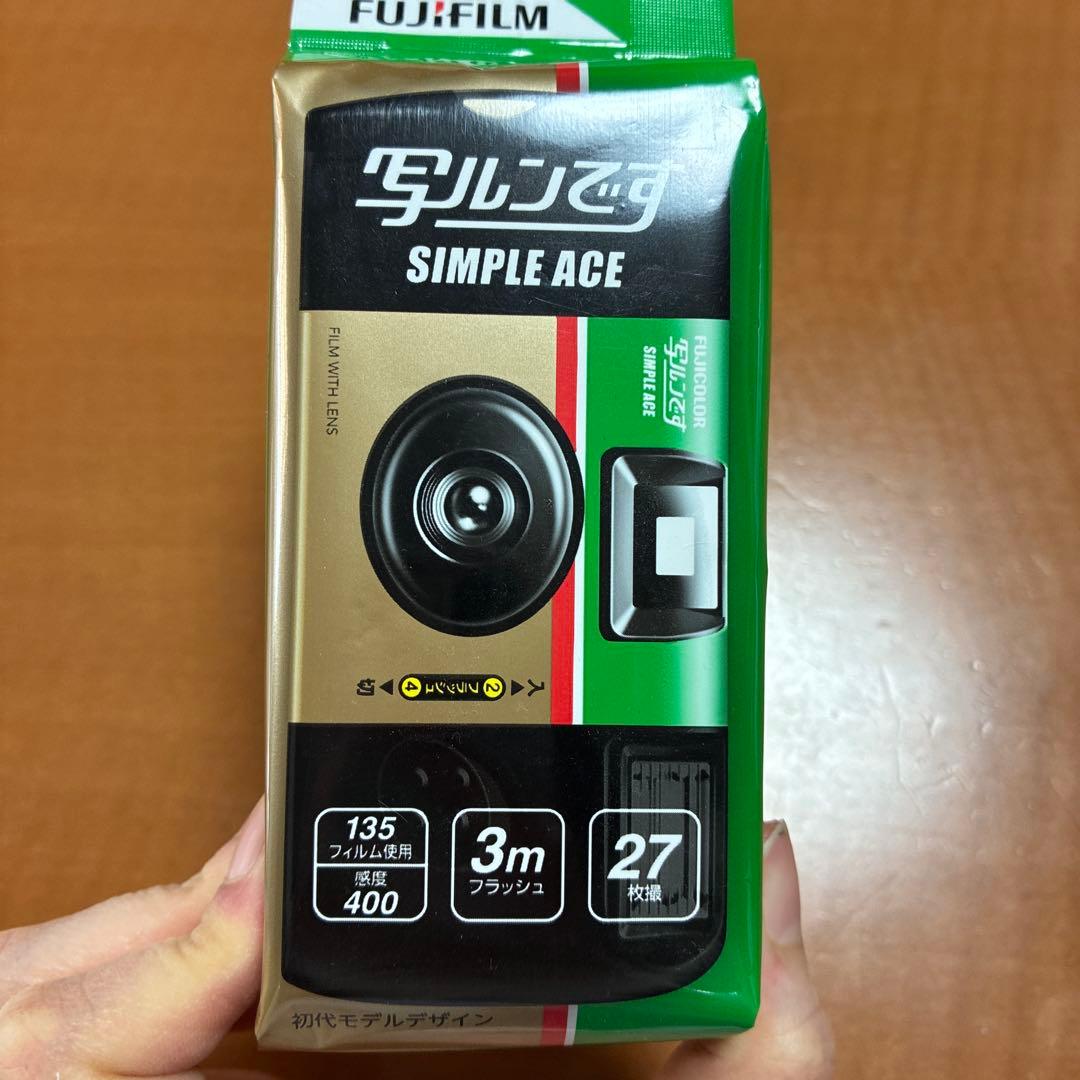 FUJIFILM
写ルンです
SIMPLE ACE
FILM WITH LENS
FUJICOLOR
写ルンです
SIMPLE ACE
切◀4フラッシュ2▶入
135
フィルム使用
感度
400
3m
フラッシュ
27
枚撮
初代モデルデザイン